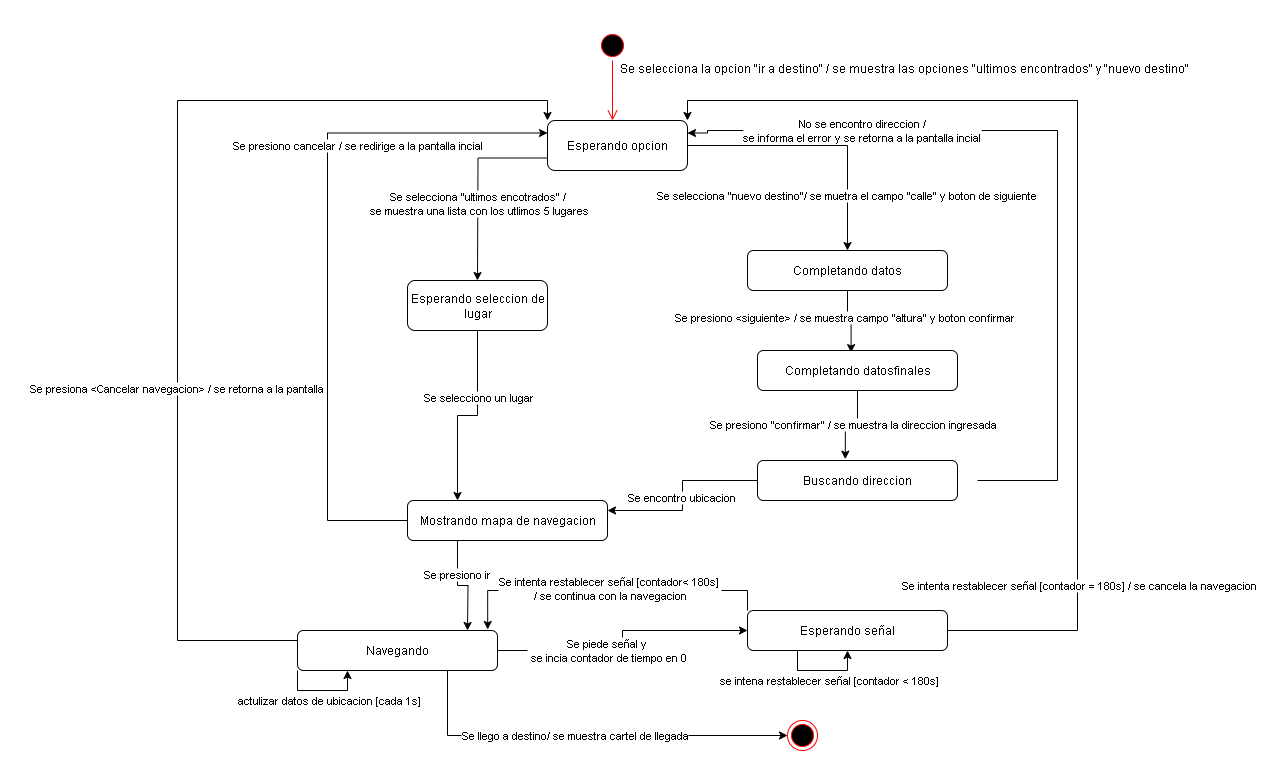 Se selecciona la opcion "ir a destino" / se muestra las opciones "ultimos encontrados" y "nuevo destino"
No se encontro direccion /
se informa el error y se retorna a la pantalla incial
Esperando opcion
Se presiono cancelar / se redirige a la pantalla incial
Se selecciona "ultimos encotrados" /
se muestra una lista con los utlimos 5 lugares
Se selecciona "nuevo destino"/ se muetra el campo "calle" y boton de siguiente
Completando datos
Esperando seleccion de
lugar
Se presiono <siguiente> / se muestra campo "altura" y boton confirmar
Completando datosfinales
Se presiona <Cancelar navegacion> / se retorna a la pantalla
Se selecciono un lugar
Se presiono "confirmar" / se muestra la direccion ingresada
Buscando direccion
Se encontro ubicacion
Mostrando mapa de navegacion
Se presiono ir
Se intenta restablecer señal [contador< 180s]
/ se continua con la navegacion
Se intenta restablecer señal [contador = 180s] / se cancela la navegacion
Esperando señal
Navegando
Se piede señal y
se incia contador de tiempo en 0
se intena restablecer señal [contador < 180s]
actulizar datos de ubicacion [cada 1s]
Se llego a destino/ se muestra cartel de llegada